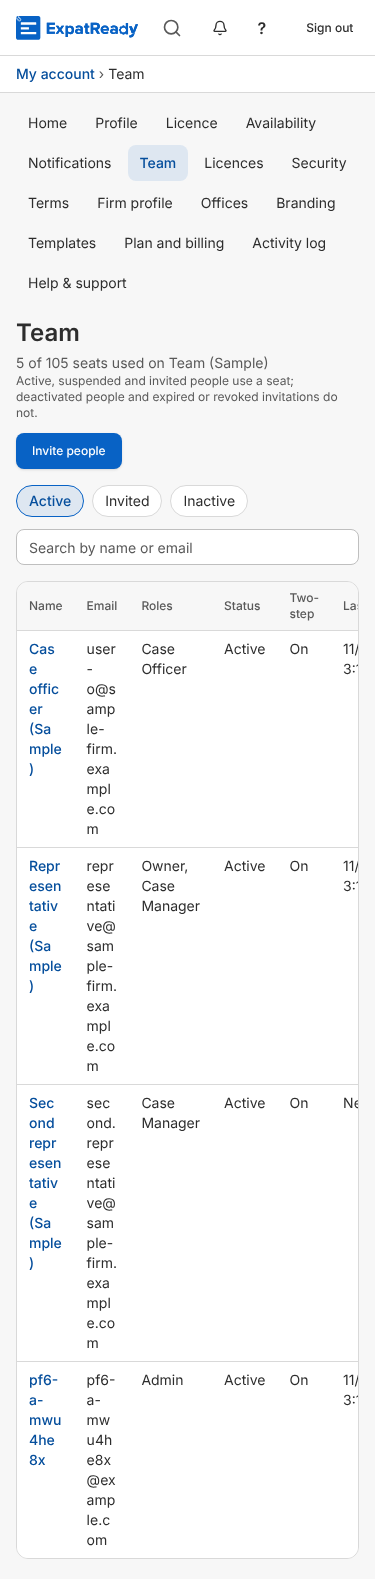 ExpatReady ? Sign out
My account › Team
Home Profile Licence Availability
Notifications Team Licences Security
Terms Firm profile Offices Branding
Templates Plan and billing Activity log
Help & support
Team
5 of 105 seats used on Team (Sample)
Active, suspended and invited people use a seat;
deactivated people and expired or revoked invitations do
not.
Invite people
Active Invited Inactive
Search by name or email
Name Email Roles Status Two-
step
Cas
e
offic
er
(Sa
mple
)
user
-
o@s
amp
le-
firm.
exa
mpl
e.co
m
Case
Officer
Active
On
11/
Repr
esen
tativ
e
(Sa
mple
)
repr
ese
ntati
ve@
sam
ple-
firm.
exa
mpl
e.co
m
Owner,
Case
Manager
Active
On
11/
Sec
ond
repr
esen
tativ
e
(Sa
mple
)
sec
ond.
repr
ese
ntati
ve@
sam
ple-
firm.
exa
mpl
e.co
m
Case
Manager
Active
On
Ne
pf6-
a-
mwu
4he
8x
pf6-
a-
mw
u4h
e8x
@ex
amp
le.c
om
Admin
Active
On
11/